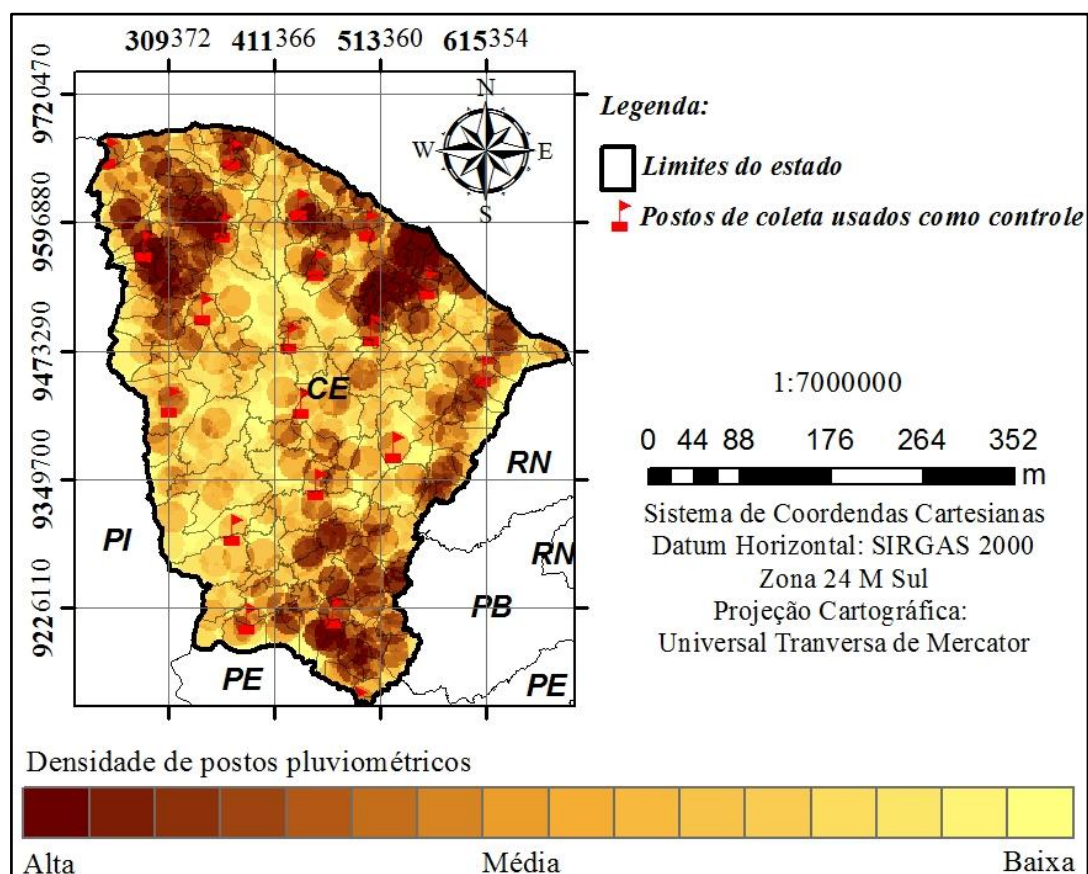 309372 411366 513360 615354
9720470
9596880
9473290
9349700
9226110
N
W E
S
CE
PI
RN
RN
PB
PE
PE
Legenda:
Limites do estado
Postos de coleta usados como controle
1:7000000
0 44 88 176 264 352
m
Sistema de Coordendas Cartesianas
Datum Horizontal: SIRGAS 2000
Zona 24 M Sul
Projeção Cartográfica:
Universal Tranversa de Mercator
Densidade de postos pluviométricos
Alta Média Baixa